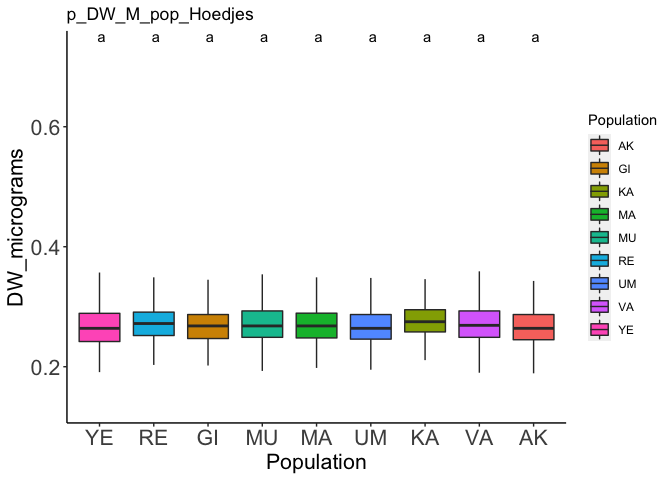 p_DW_M_pop_Hoedjes
a a a a a a a a a
0.6
0.4
0.2
DW_micrograms
YE RE GI MU MA UM KA VA AK
Population
Population
AK
GI
KA
MA
MU
RE
UM
VA
YE